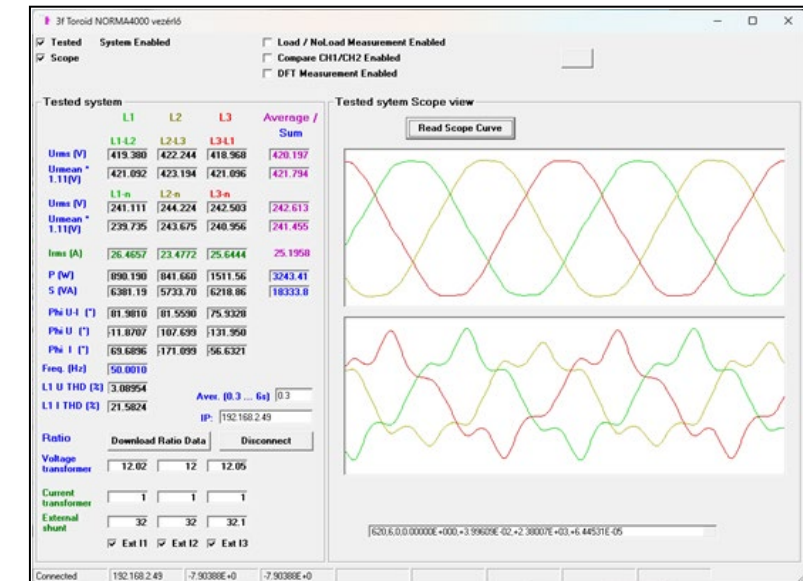 3f Toroid NORMA4000 vezérlő
Tested System Enabled
Scope
Load / NoLoad Measurement Enabled
Compare CH1/CH2 Enabled
DFT Measurement Enabled
Tested system
L1 L2 L3 Average / Sum
L1-L2 L2-L3 L3-L1
Urms (V) 419.380 422.244 418.968 420.197
Urmean * 1.11(V) 421.092 423.194 421.096 421.794
L1-n L2-n L3-n
Urms (V) 241.111 244.224 242.503 242.613
Urmean * 1.11(V) 239.735 243.675 240.956 241.455
Irms (A) 26.4657 23.4772 25.6444 25.1958
P (W) 890.190 841.660 1511.56 3243.41
S (VA) 6381.19 5733.70 6218.86 18333.8
Phi U-I (°) 81.9810 81.5590 75.9328
Phi U (°) -11.8707 107.699 -131.950
Phi I (°) 69.6896 -171.099 -56.6321
Freq. (Hz) 50.0010
L1 U THD (%) 3.08954
L1 I THD (%) 21.5824
Aver. (0.3 ... 6s) 0.3
IP: 192.168.2.49
Ratio Download Ratio Data Disconnect
Voltage transformer 12.02 12 12.05
Current transformer 1 1 1
External shunt 32 32 32.1
Ext I1 Ext I2 Ext I3
Tested sytem Scope view
Read Scope Curve
620,6,0,0.00000E+000,+3.99609E-02,+2.38007E+03,+6.44531E-05
Connected 192.168.2.49 -7.90388E+0 -7.90388E+0